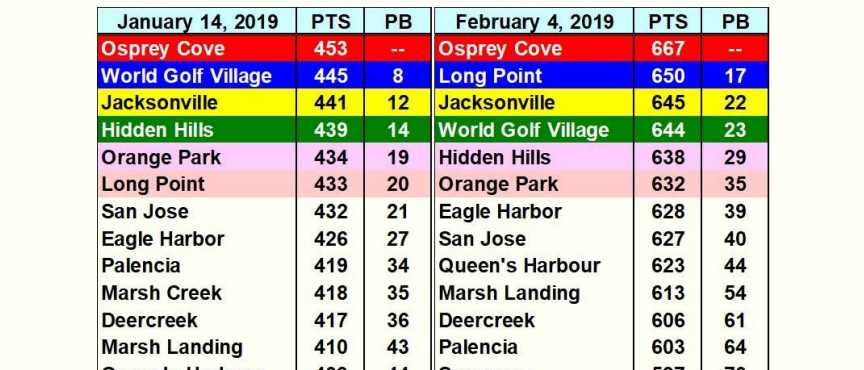 January 14, 2019 PTS PB February 4, 2019 PTS PB
Osprey Cove 453 -- Osprey Cove 667 --
World Golf Village 445 8 Long Point 650 17
Jacksonville 441 12 Jacksonville 645 22
Hidden Hills 439 14 World Golf Village 644 23
Orange Park 434 19 Hidden Hills 638 29
Long Point 433 20 Orange Park 632 35
San Jose 432 21 Eagle Harbor 628 39
Eagle Harbor 426 27 San Jose 627 40
Palencia 419 34 Queen's Harbour 623 44
Marsh Creek 418 35 Marsh Landing 613 54
Deercreek 417 36 Deercreek 606 61
Marsh Landing 410 43 Palencia 603 64